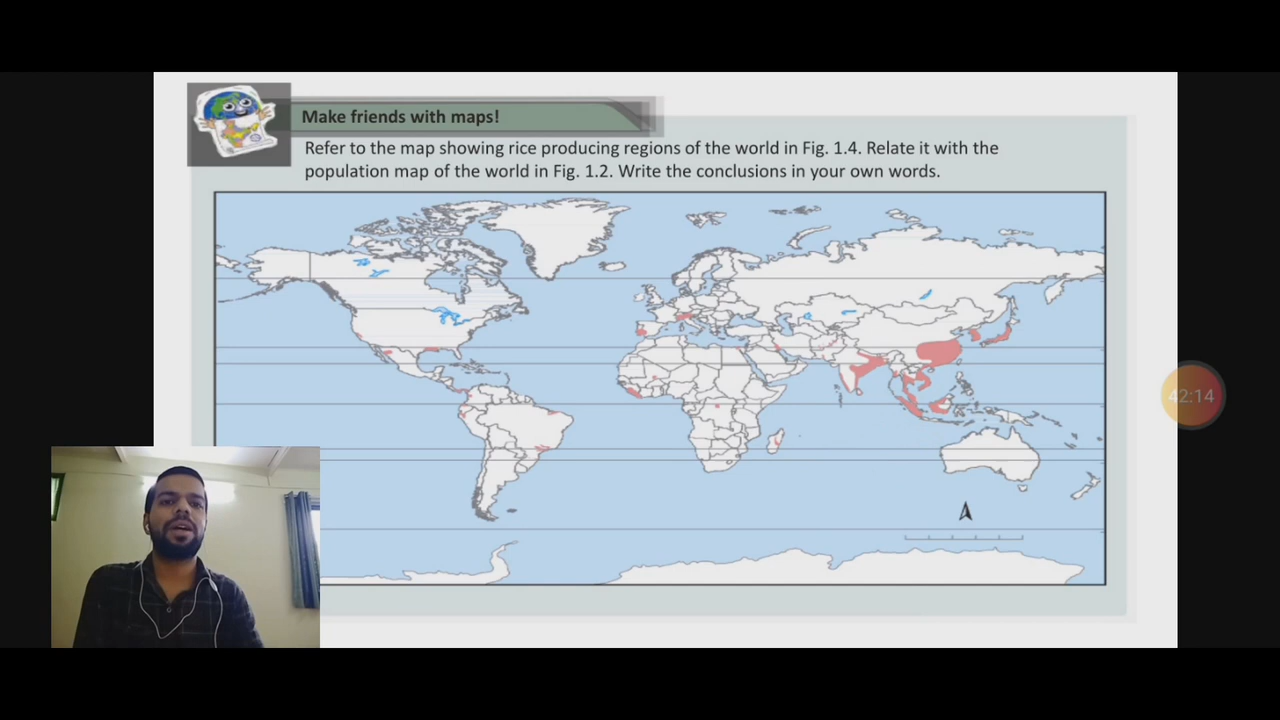 Make friends with maps!
Refer to the map showing rice producing regions of the world in Fig. 1.4. Relate it with the
population map of the world in Fig. 1.2. Write the conclusions in your own words.
42:14